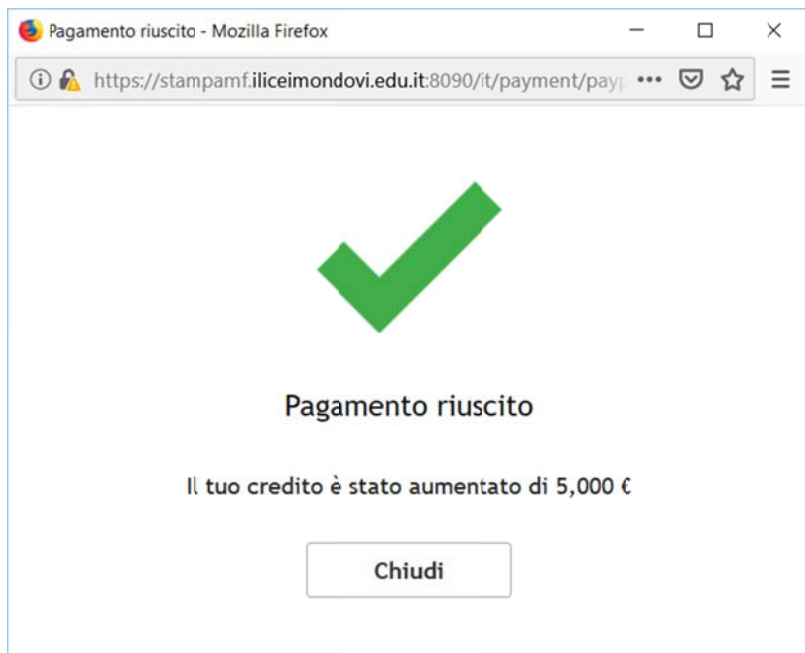 Pagamento riuscito - Mozilla Firefox
https://stampamf.iliceimondovi.edu.it:8090/it/payment/payp
Pagamento riuscito
Il tuo credito è stato aumentato di 5,000 €
Chiudi